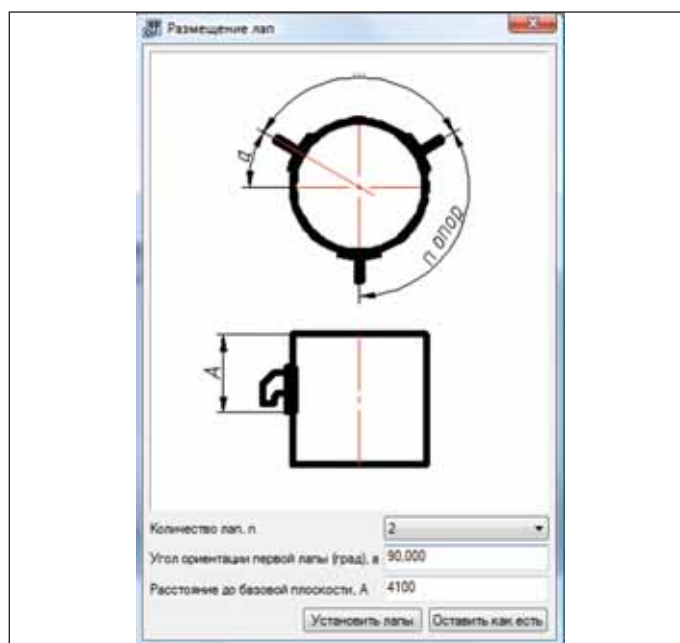 Размещение лап
...
a
n опор
A
Количество лап, n
2
Угол ориентации первой лапы (град), a
90,000
Расстояние до базовой плоскости, A
4100
Установить лапы
Оставить как есть